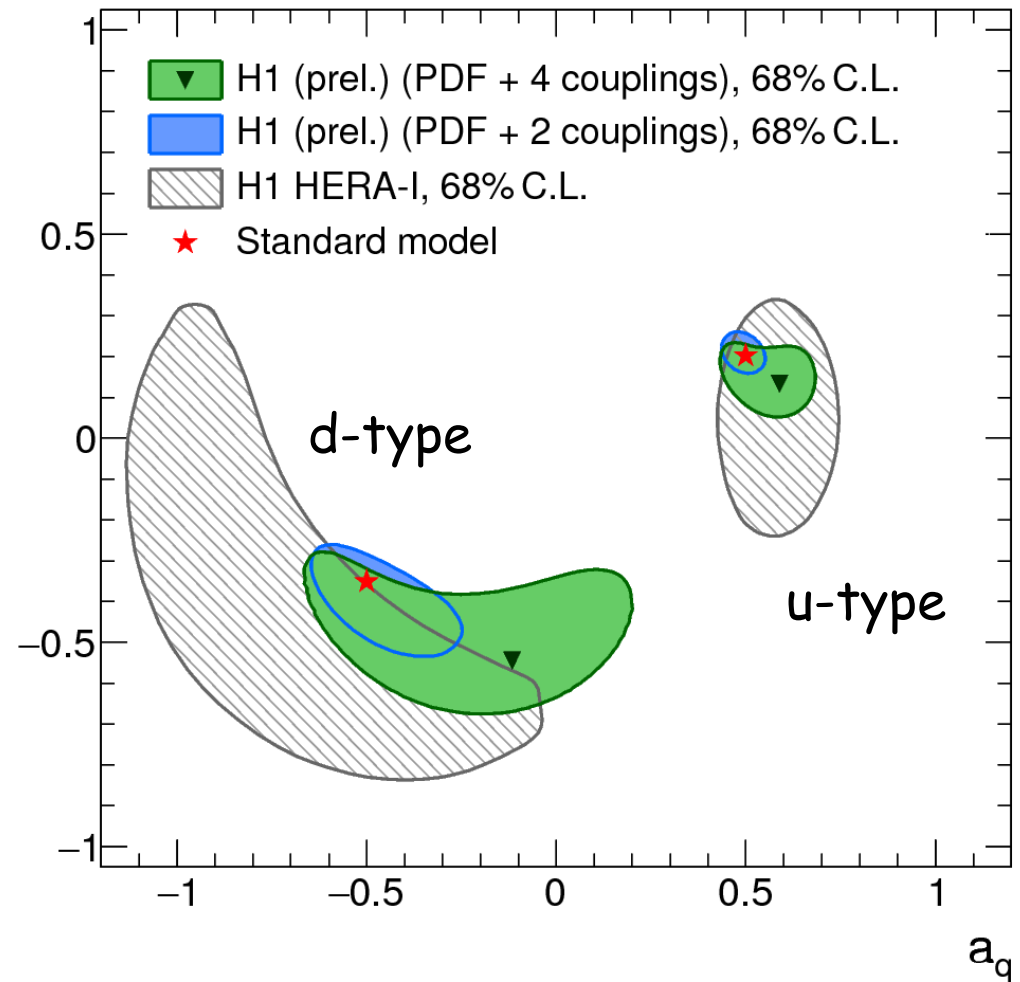 1
H1 (prel.) (PDF + 4 couplings), 68% C.L.
H1 (prel.) (PDF + 2 couplings), 68% C.L.
H1 HERA-I, 68% C.L.
0.5
Standard model
d-type
0
u-type
−0.5
−1
−1 −0.5 0 0.5 1
a_q